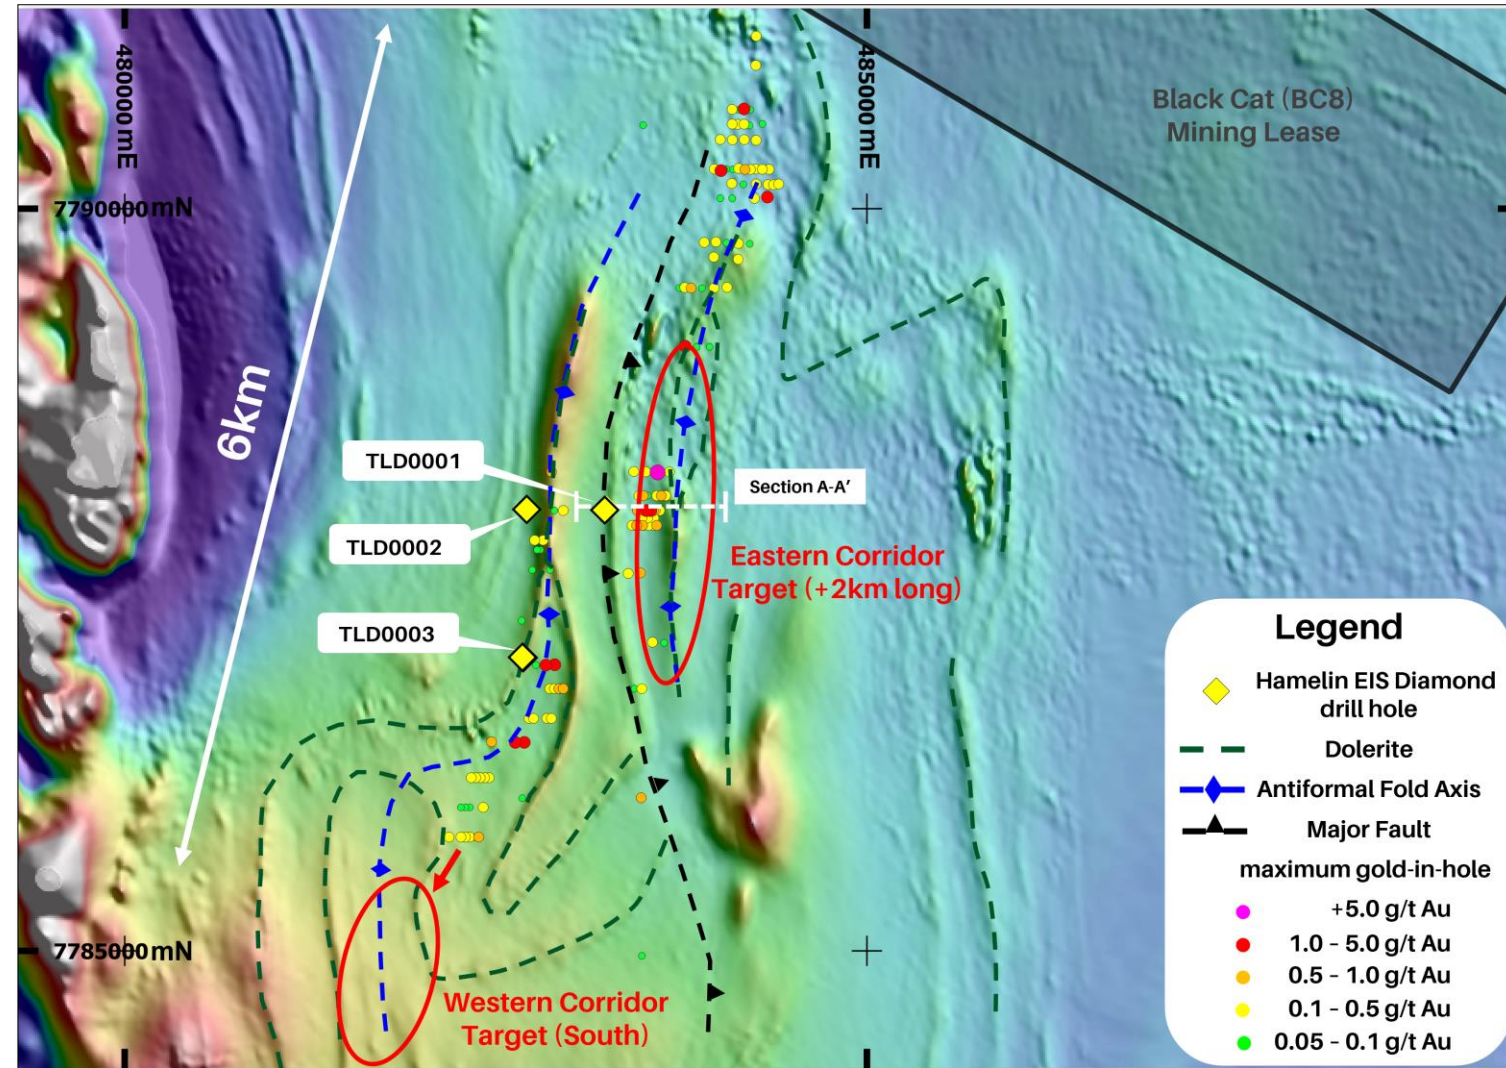 480000mE
485000mE
Black Cat (BC8)
Mining Lease
7790000mN
6km
TLD0001
Section A-A'
TLD0002
Eastern Corridor
Target (+2km long)
TLD0003
7785000mN
Western Corridor
Target (South)
Legend
Hamelin EIS Diamond
drill hole
Dolerite
Antiformal Fold Axis
Major Fault
maximum gold-in-hole
+5.0 g/t Au
1.0 - 5.0 g/t Au
0.5 - 1.0 g/t Au
0.1 - 0.5 g/t Au
0.05 - 0.1 g/t Au